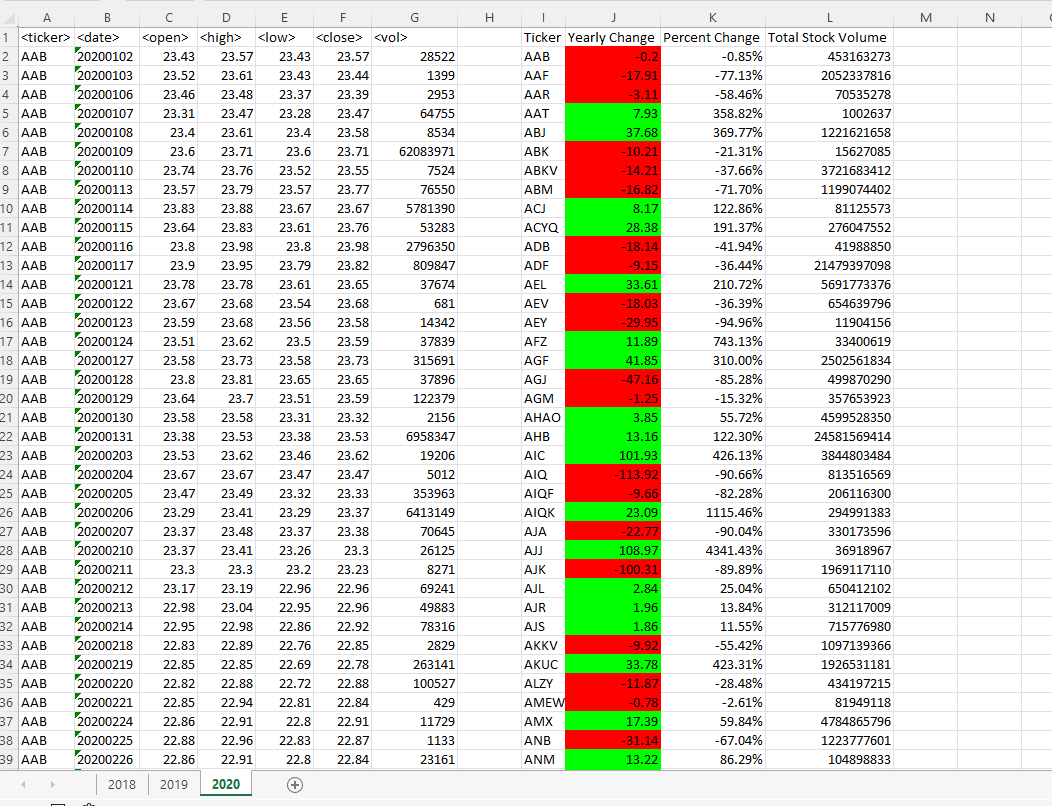 A B C D E F G H I J K L M N
1 <ticker> <date> <open> <high> <low> <close> <vol> Ticker Yearly Change Percent Change Total Stock Volume
2 AAB 20200102 23.43 23.57 23.43 23.57 28522 AAB -0.2 -0.85% 453163273
3 AAB 20200103 23.52 23.61 23.43 23.44 1399 AAF -17.91 -77.13% 2052337816
4 AAB 20200106 23.46 23.48 23.37 23.39 2953 AAR -3.11 -58.46% 70535278
5 AAB 20200107 23.31 23.47 23.28 23.47 64755 AAT 7.93 358.82% 1002637
6 AAB 20200108 23.4 23.61 23.4 23.58 8534 ABJ 37.68 369.77% 1221621658
7 AAB 20200109 23.6 23.71 23.6 23.71 62083971 ABK -10.21 -21.31% 15627085
8 AAB 20200110 23.74 23.76 23.52 23.55 7524 ABKV -14.21 -37.66% 3721683412
9 AAB 20200113 23.57 23.79 23.57 23.77 76550 ABM -16.82 -71.70% 1199074402
10 AAB 20200114 23.83 23.88 23.67 23.67 5781390 ACJ 8.17 122.86% 81125573
11 AAB 20200115 23.64 23.83 23.61 23.76 53283 ACYQ 28.38 191.37% 276047552
12 AAB 20200116 23.8 23.98 23.8 23.98 2796350 ADB -18.14 -41.94% 41988850
13 AAB 20200117 23.9 23.95 23.79 23.82 809847 ADF -9.15 -36.44% 21479397098
14 AAB 20200121 23.78 23.78 23.61 23.65 37674 AEL 33.61 210.72% 5691773376
15 AAB 20200122 23.67 23.68 23.54 23.68 681 AEV -18.03 -36.39% 654639796
16 AAB 20200123 23.59 23.68 23.56 23.58 14342 AEY -29.95 -94.96% 11904156
17 AAB 20200124 23.51 23.62 23.5 23.59 37839 AFZ 11.89 743.13% 33400619
18 AAB 20200127 23.58 23.73 23.58 23.73 315691 AGF 41.85 310.00% 2502561834
19 AAB 20200128 23.8 23.81 23.65 23.65 37896 AGJ -47.16 -85.28% 499870290
20 AAB 20200129 23.64 23.7 23.51 23.59 122379 AGM -1.25 -15.32% 357653923
21 AAB 20200130 23.58 23.58 23.31 23.32 2156 AHAO 3.85 55.72% 4599528350
22 AAB 20200131 23.38 23.53 23.38 23.53 6958347 AHB 13.16 122.30% 24581569414
23 AAB 20200203 23.53 23.62 23.46 23.62 19206 AIC 101.93 426.13% 3844803484
24 AAB 20200204 23.67 23.67 23.47 23.47 5012 AIQ -113.92 -90.66% 813516569
25 AAB 20200205 23.47 23.49 23.32 23.33 353963 AIQF -9.66 -82.28% 206116300
26 AAB 20200206 23.29 23.41 23.29 23.37 6413149 AIQK 23.09 1115.46% 294991383
27 AAB 20200207 23.37 23.48 23.37 23.38 70645 AJA -22.77 -90.04% 330173596
28 AAB 20200210 23.37 23.41 23.26 23.3 26125 AJJ 108.97 4341.43% 36918967
29 AAB 20200211 23.3 23.3 23.2 23.23 8271 AJK -100.31 -89.89% 1969117110
30 AAB 20200212 23.17 23.19 22.96 22.96 69241 AJL 2.84 25.04% 650412102
31 AAB 20200213 22.98 23.04 22.95 22.96 49883 AJR 1.96 13.84% 312117009
32 AAB 20200214 22.95 22.98 22.86 22.92 78316 AJS 1.86 11.55% 715776980
33 AAB 20200218 22.83 22.89 22.76 22.85 2829 AKKV -9.92 -55.42% 1097139366
34 AAB 20200219 22.85 22.85 22.69 22.78 263141 AKUC 33.78 423.31% 1926531181
35 AAB 20200220 22.82 22.88 22.72 22.88 100527 ALZY -11.87 -28.48% 434197215
36 AAB 20200221 22.85 22.94 22.81 22.84 429 AMEW -0.78 -2.61% 81949118
37 AAB 20200224 22.86 22.91 22.8 22.91 11729 AMX 17.39 59.84% 4784865796
38 AAB 20200225 22.88 22.96 22.83 22.87 1133 ANB -31.14 -67.04% 1223777601
39 AAB 20200226 22.86 22.91 22.8 22.84 23161 ANM 13.22 86.29% 104898833
2018 2019 2020